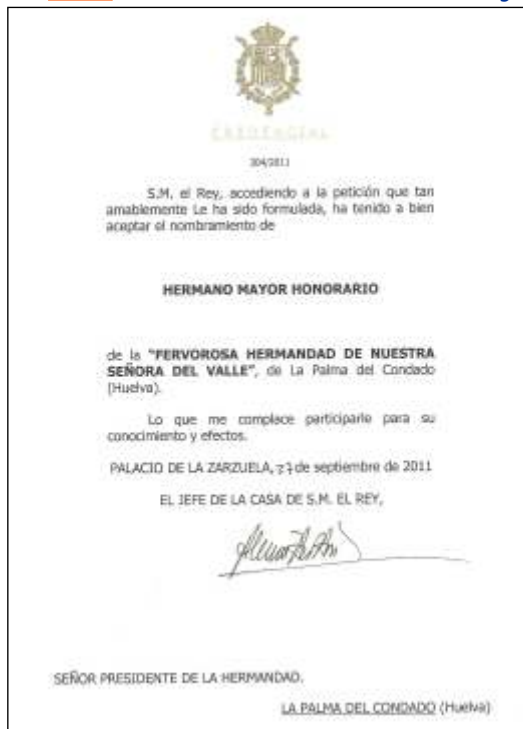 CREDENCIAL
304/2011
S.M. el Rey, accediendo a la petición que tan
amablemente Le ha sido formulada, ha tenido a bien
aceptar el nombramiento de
HERMANO MAYOR HONORARIO
de la "FERVOROSA HERMANDAD DE NUESTRA
SEÑORA DEL VALLE", de La Palma del Condado
(Huelva).
Lo que me complace participarle para su
conocimiento y efectos.
PALACIO DE LA ZARZUELA, 27 de septiembre de 2011
EL JEFE DE LA CASA DE S.M. EL REY,
SEÑOR PRESIDENTE DE LA HERMANDAD.
LA PALMA DEL CONDADO (Huelva)